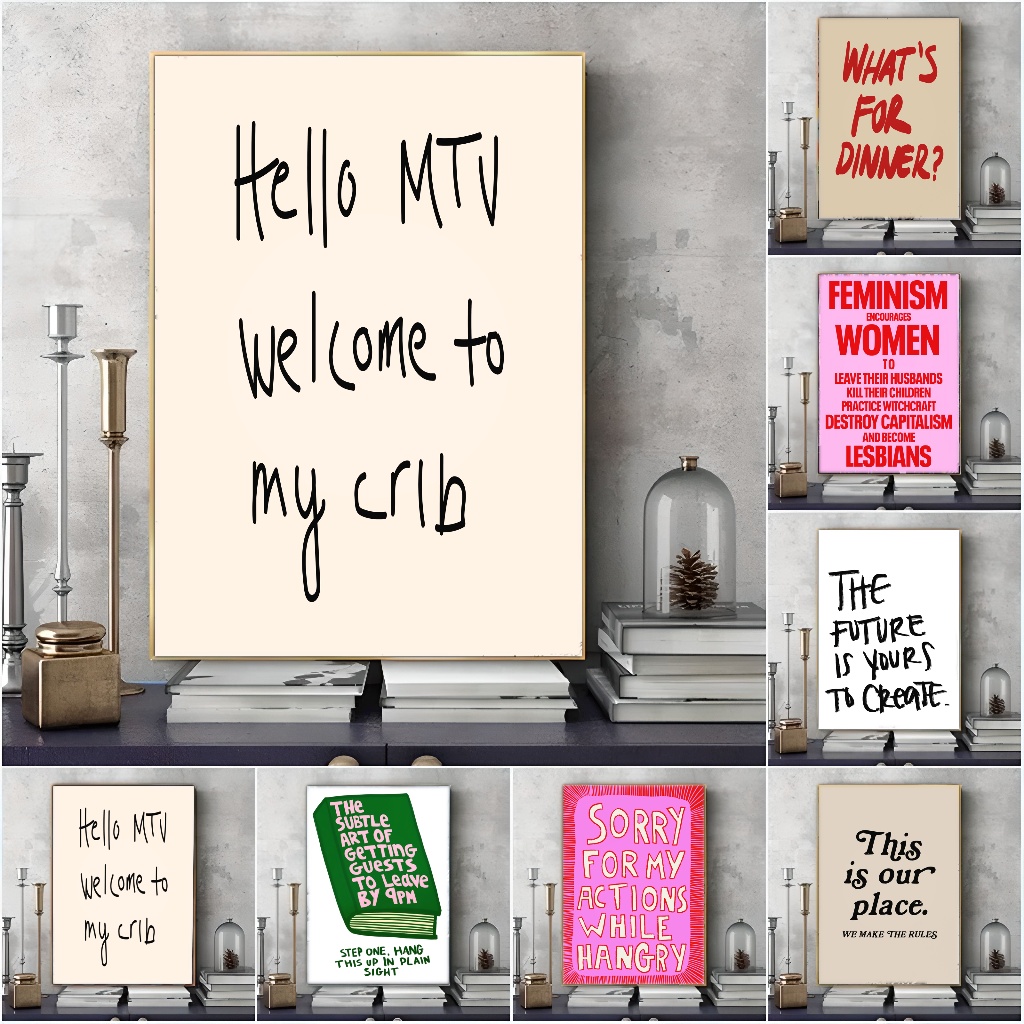 Hello MTV
welcome to
my crib
WHAT'S
FOR
DINNER?
FEMINISM
ENCOURAGES
WOMEN
TO
LEAVE THEIR HUSBANDS
KILL THEIR CHILDREN
PRACTICE WITCHCRAFT
DESTROY CAPITALISM
AND BECOME
LESBIANS
THE
FUTURE
IS YOURS
TO CREATE.
Hello MTV
welcome to
my crib
THE
SUBTLE
ART OF
GETTING
GUESTS
TO LEAVE
BY 9PM
STEP ONE, HANG
THIS UP IN PLAIN
SIGHT
SORRY
FOR MY
ACTIONS
WHILE
HANGRY
This
is our
place.
WE MAKE THE RULES